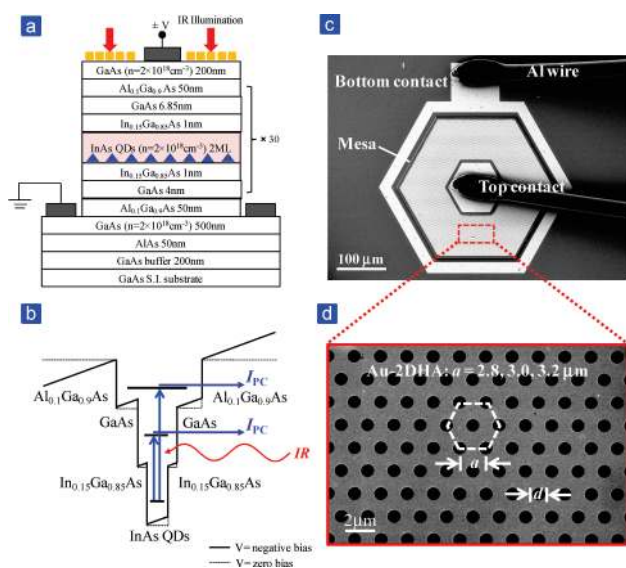 a
± V
IR Illumination
GaAs (n=2×10¹⁸cm⁻³) 200nm
Al₀.₁Ga₀.₉As 50nm
GaAs 6.85nm
In₀.₁₅Ga₀.₈₅As 1nm
InAs QDs (n=2×10¹⁸cm⁻³) 2ML
In₀.₁₅Ga₀.₈₅As 1nm
GaAs 4nm
Al₀.₁Ga₀.₉As 50nm
× 30
GaAs (n=2×10¹⁸cm⁻³) 500nm
AlAs 50nm
GaAs buffer 200nm
GaAs S.I. substrate
b
I_PC
Al₀.₁Ga₀.₉As
Al₀.₁Ga₀.₉As
GaAs
GaAs
I_PC
IR
In₀.₁₅Ga₀.₈₅As
In₀.₁₅Ga₀.₈₅As
InAs QDs
V= negative bias
V= zero bias
c
Bottom contact
Al wire
Mesa
Top contact
100 μm
d
Au-2DHA: a = 2.8, 3.0, 3.2 μm
a
d
2μm